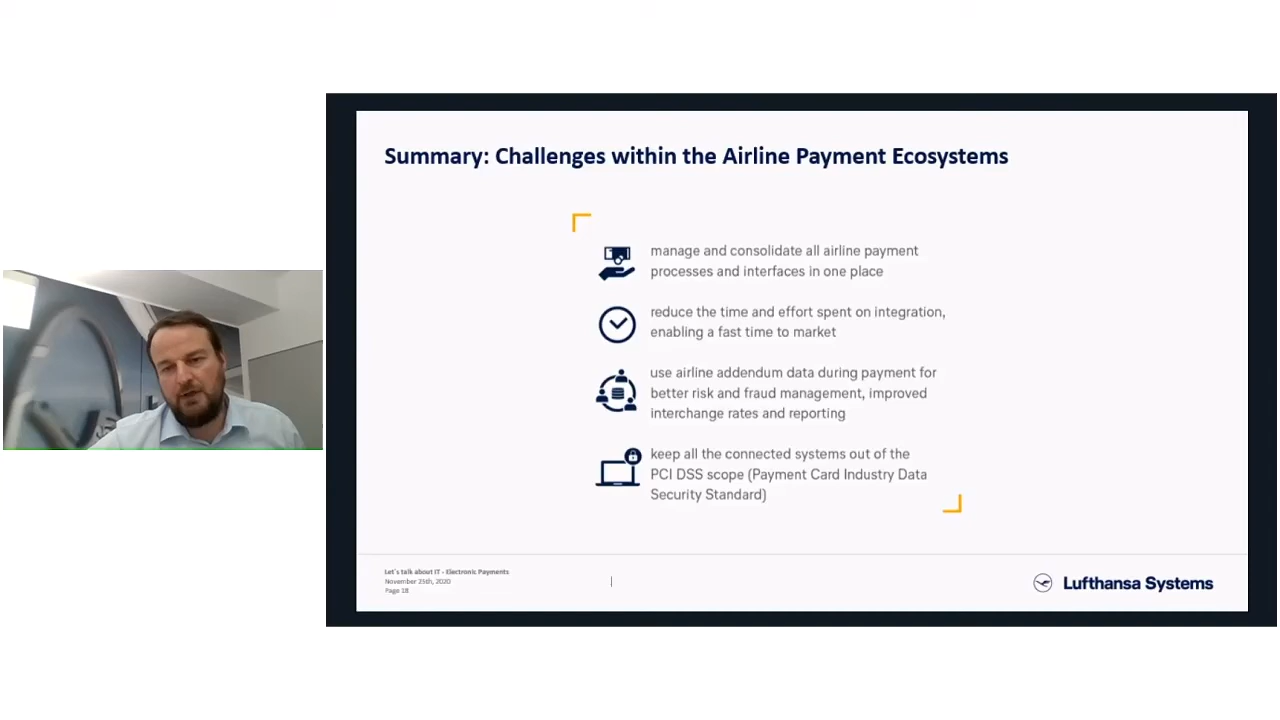 Summary: Challenges within the Airline Payment Ecosystems
manage and consolidate all airline payment
processes and interfaces in one place
reduce the time and effort spent on integration,
enabling a fast time to market
use airline addendum data during payment for
better risk and fraud management, improved
interchange rates and reporting
keep all the connected systems out of the
PCI DSS scope (Payment Card Industry Data
Security Standard)
Let's talk about IT - Electronic Payments
November 25th, 2020
Page 18
Lufthansa Systems